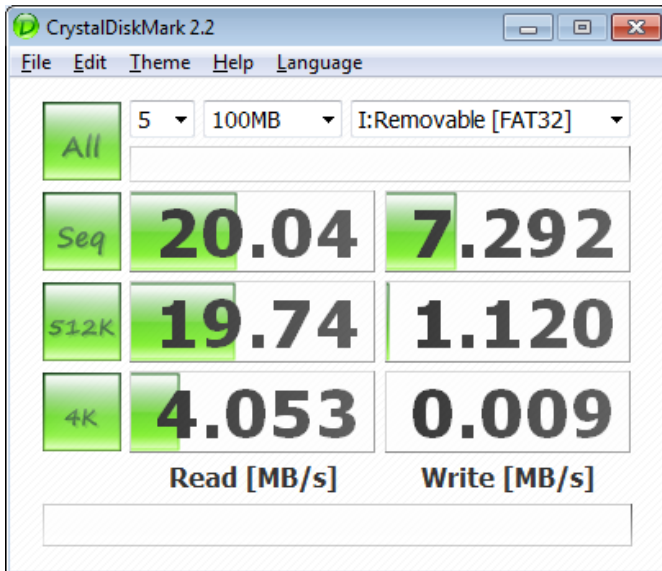 CrystalDiskMark 2.2
File Edit Theme Help Language
All 5 100MB I:Removable [FAT32]
Seq 20.04 7.292
512K 19.74 1.120
4K 4.053 0.009
Read [MB/s] Write [MB/s]